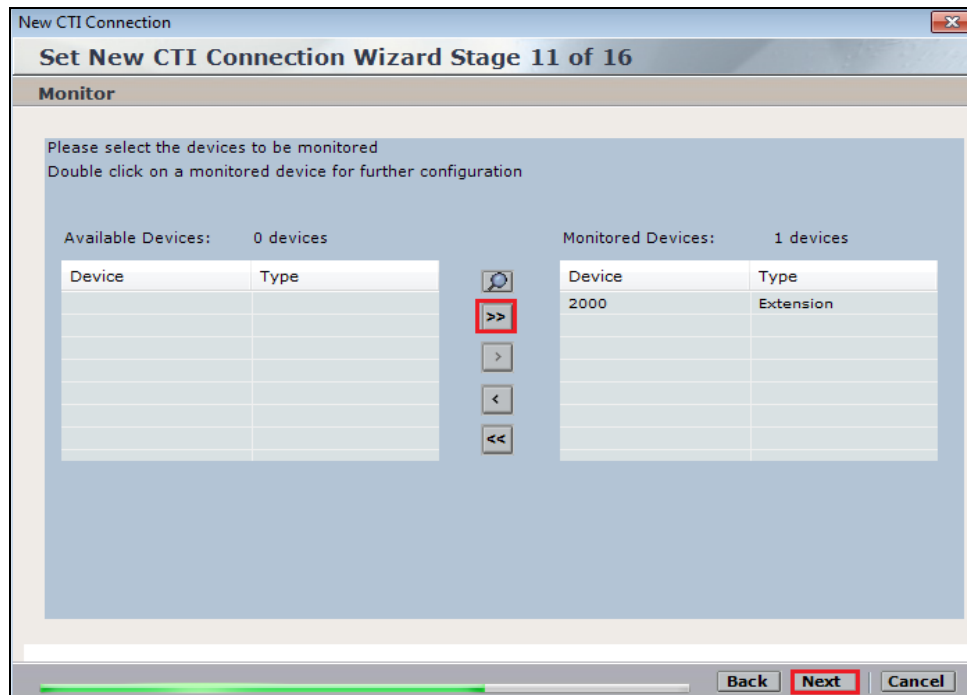 New CTI Connection
Set New CTI Connection Wizard Stage 11 of 16
Monitor
Please select the devices to be monitored
Double click on a monitored device for further configuration
Available Devices: 0 devices
Monitored Devices: 1 devices
Device Type
Device Type
2000 Extension
>>
>
<
<<
Back Next Cancel